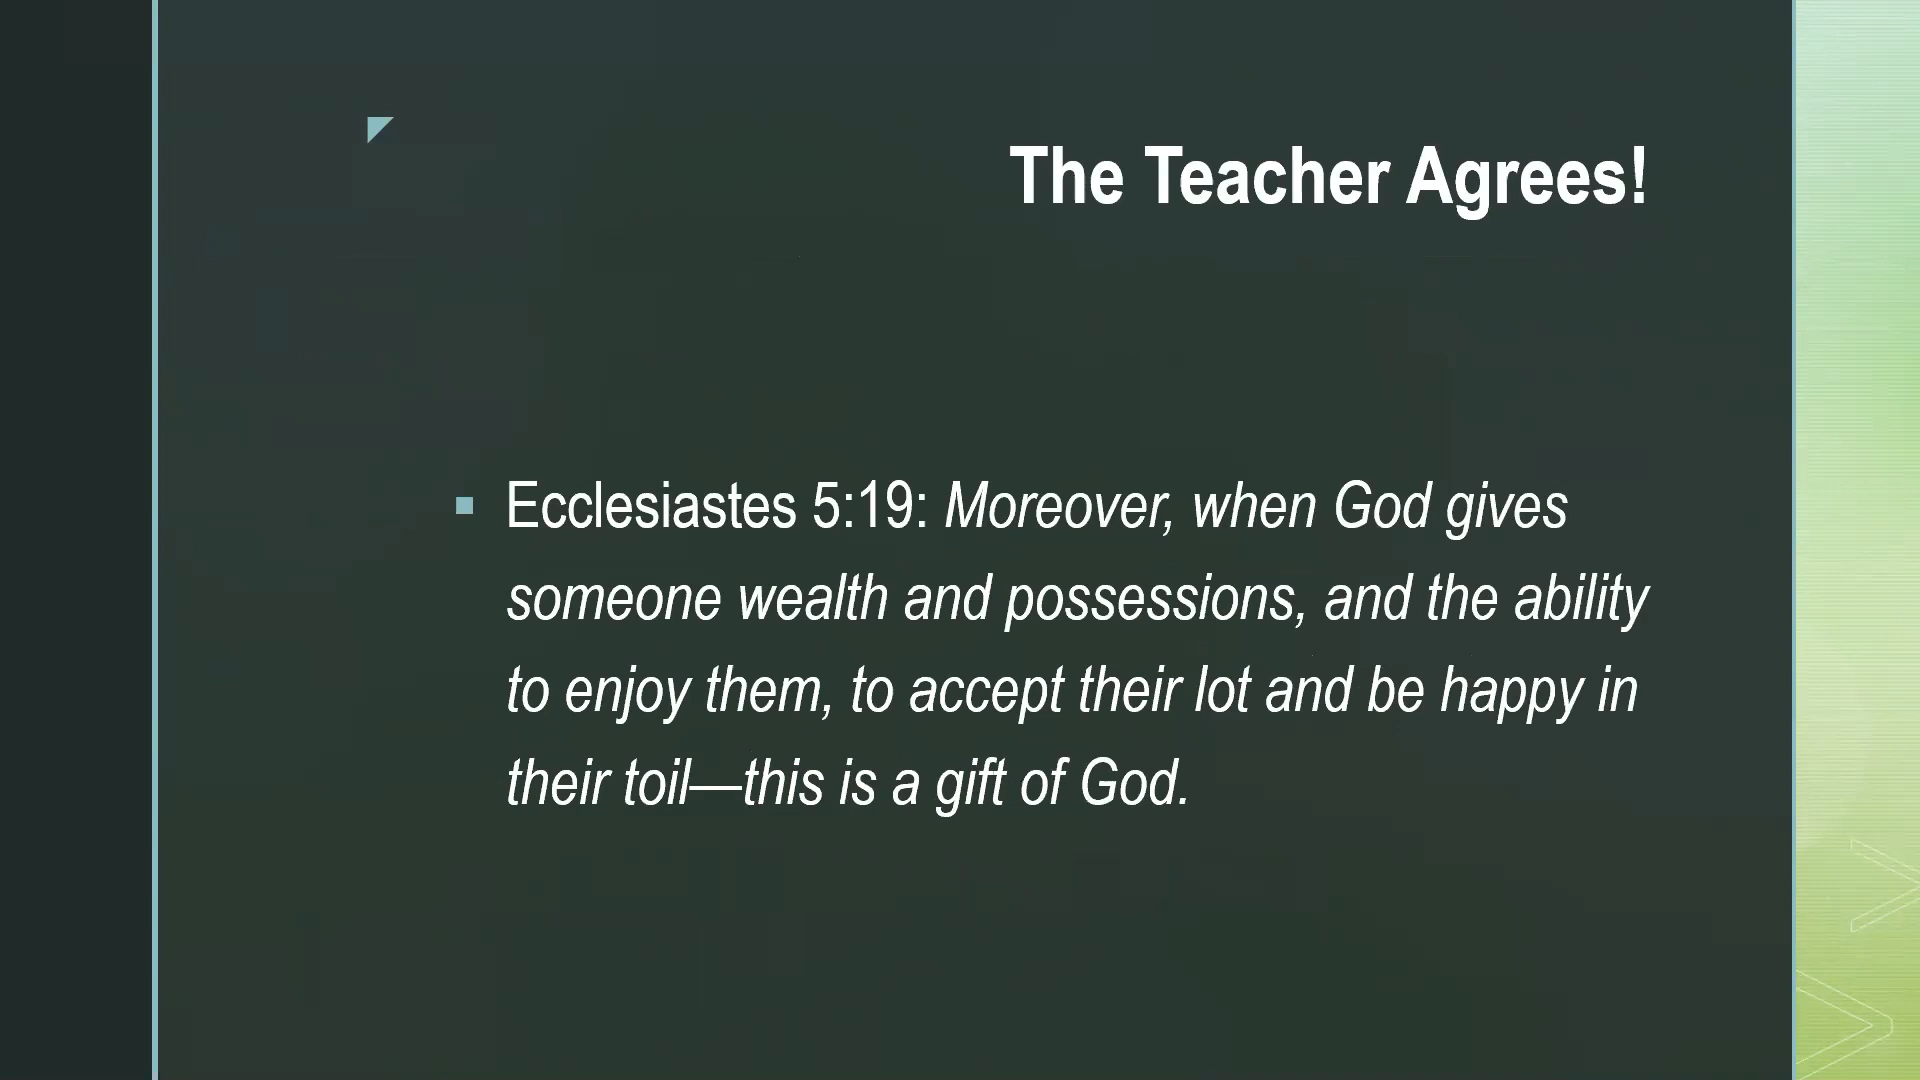 The Teacher Agrees!
Ecclesiastes 5:19: Moreover, when God gives
someone wealth and possessions, and the ability
to enjoy them, to accept their lot and be happy in
their toil—this is a gift of God.